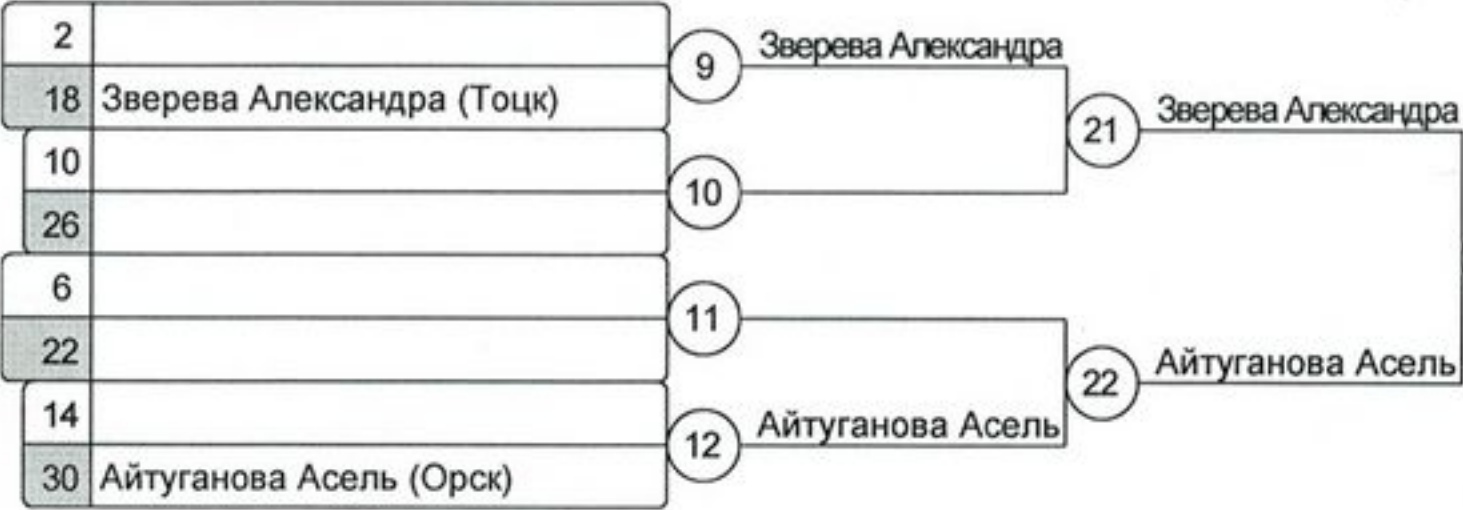 2
18 Зверева Александра (Тоцк)
10
26
6
22
14
30 Айтуганова Асель (Орск)
9 Зверева Александра
10
11
12 Айтуганова Асель
21 Зверева Александра
22 Айтуганова Асель